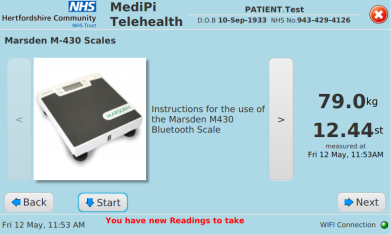 NHS
Hertfordshire Community
NHS Trust
MediPi
Telehealth
PATIENT.Test
D.O.B 10-Sep-1933 NHS No.943-429-4126
Marsden M-430 Scales
<
MARSDEN
Instructions for the use of
the Marsden M430
Bluetooth Scale
>
79.0kg
12.44st
measured at
Fri 12 May, 11:53AM
Back
Start
Next
Fri 12 May, 11:53 AM
You have new Readings to take
WIFI Connection